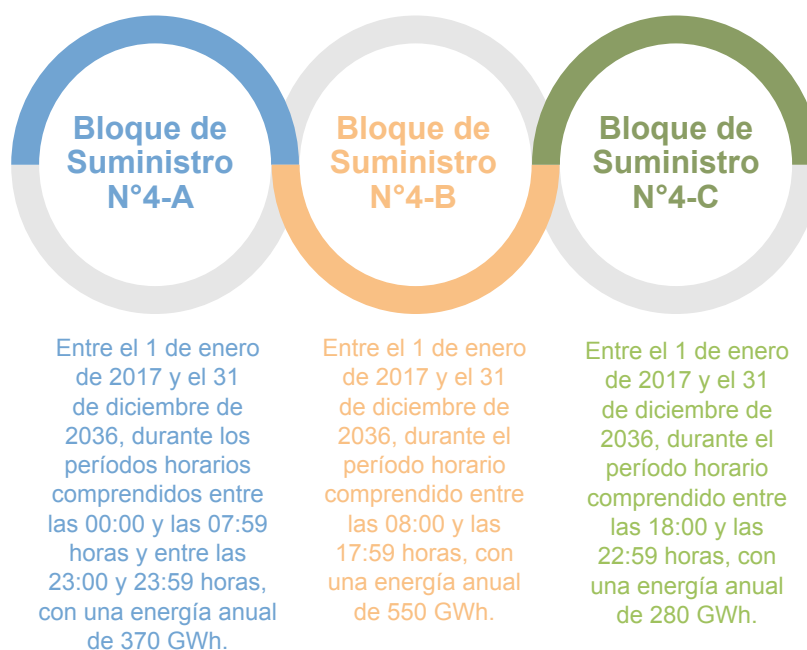 Bloque de
Suministro
N°4-A
Entre el 1 de enero
de 2017 y el 31
de diciembre de
2036, durante los
períodos horarios
comprendidos entre
las 00:00 y las 07:59
horas y entre las
23:00 y 23:59 horas,
con una energía anual
de 370 GWh.
Bloque de
Suministro
N°4-B
Entre el 1 de enero
de 2017 y el 31
de diciembre de
2036, durante el
período horario
comprendido entre
las 08:00 y las
17:59 horas, con
una energía anual
de 550 GWh.
Bloque de
Suministro
N°4-C
Entre el 1 de enero
de 2017 y el 31
de diciembre de
2036, durante el
período horario
comprendido entre
las 18:00 y las
22:59 horas, con
una energía anual
de 280 GWh.